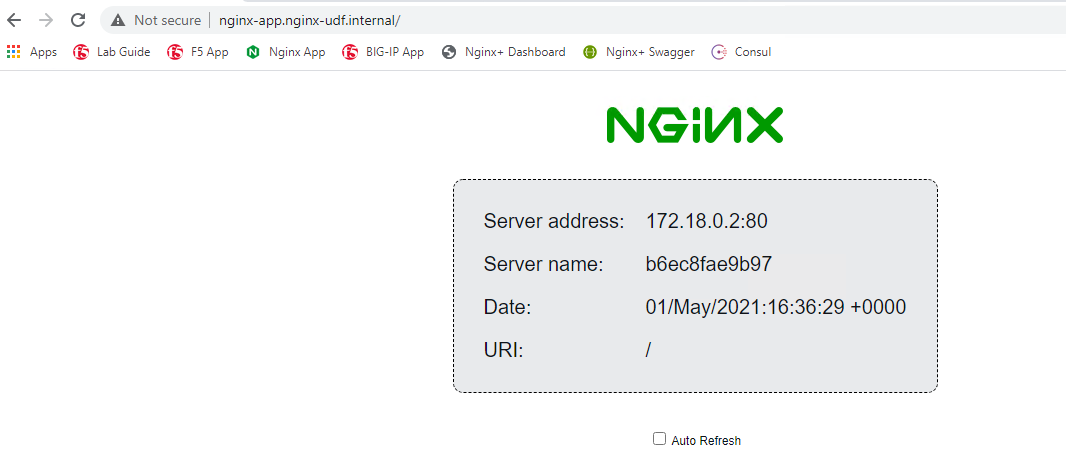 Not secure nginx-app.nginx-udf.internal/
Apps Lab Guide F5 App Nginx App BIG-IP App Nginx+ Dashboard Nginx+ Swagger Consul
NGINX
Server address: 172.18.0.2:80
Server name: b6ec8fae9b97
Date: 01/May/2021:16:36:29 +0000
URI: /
Auto Refresh